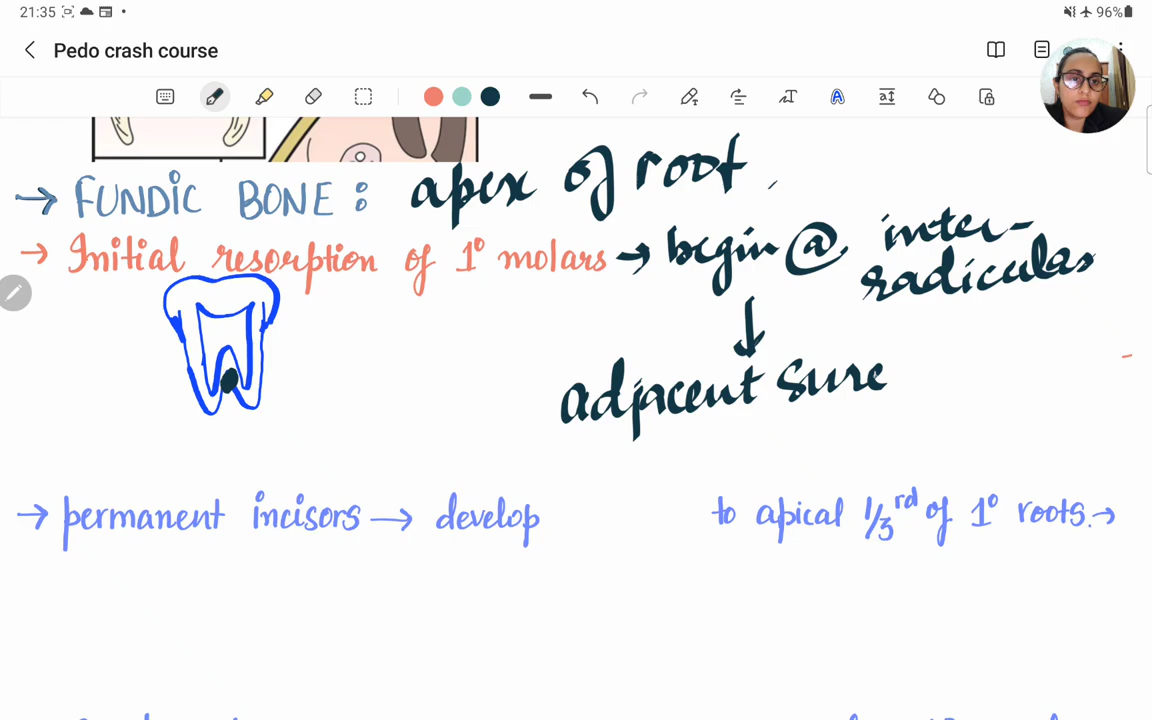 21:35
96%
Pedo crash course
→ FUNDIC BONE : apex of root
→ Initial resorption of 1° molars → begin @ inter-
radicular
↓
adjacent sure
→ permanent incisors → develop to apical 1/3rd of 1° roots. →